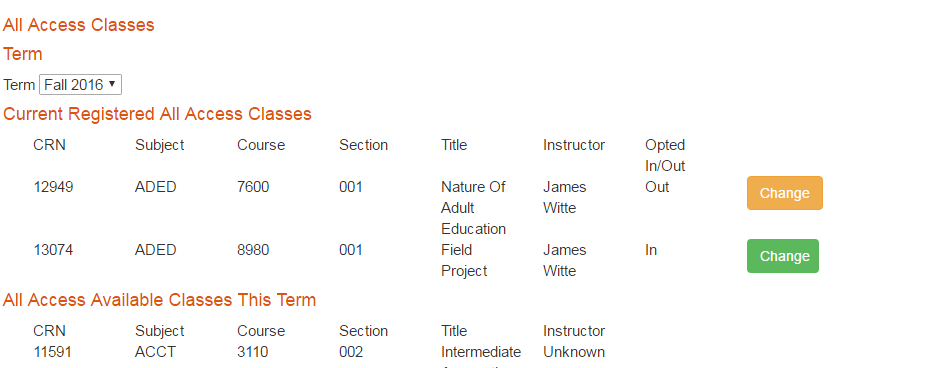 All Access Classes
Term
Term Fall 2016
Current Registered All Access Classes
CRN Subject Course Section Title Instructor Opted
In/Out
12949 ADED 7600 001 Nature Of James Out Change
Adult Witte
Education
13074 ADED 8980 001 Field James In Change
Project Witte
All Access Available Classes This Term
CRN Subject Course Section Title Instructor
11591 ACCT 3110 002 Intermediate Unknown